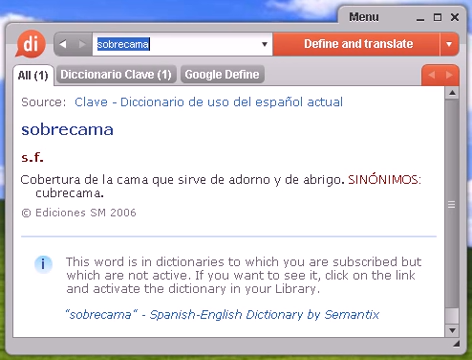 Menu
di
sobrecama
Define and translate
All (1)
Diccionario Clave (1)
Google Define
Source: Clave - Diccionario de uso del español actual
sobrecama
s.f.
Cobertura de la cama que sirve de adorno y de abrigo. SINÓNIMOS:
cubrecama.
© Ediciones SM 2006
i
This word is in dictionaries to which you are subscribed but
which are not active. If you want to see it, click on the link
and activate the dictionary in your Library.
"sobrecama" - Spanish-English Dictionary by Semantix